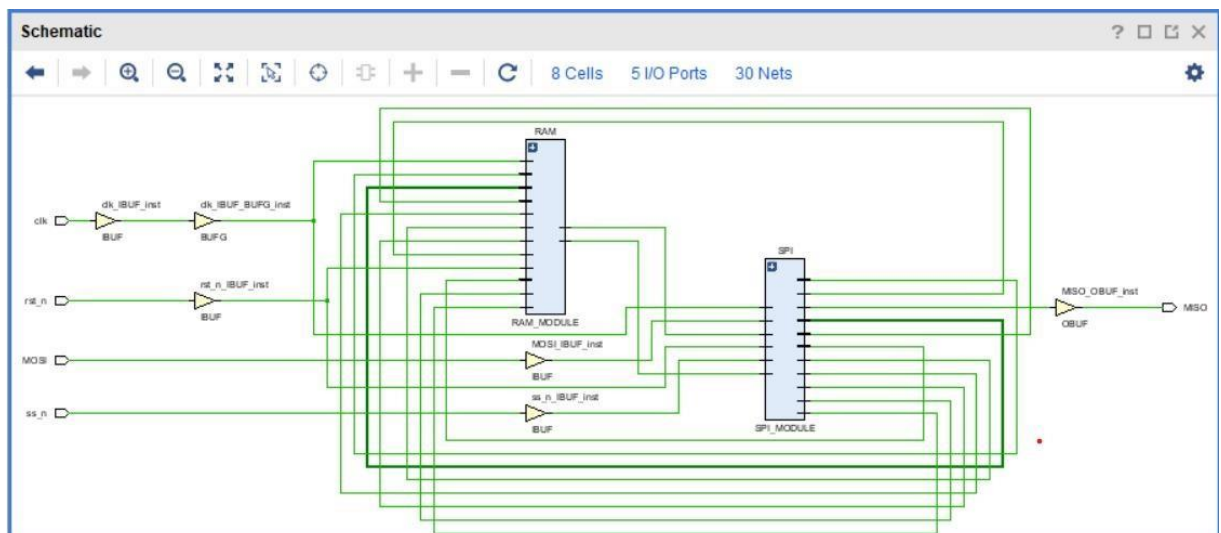 Schematic
8 Cells 5 I/O Ports 30 Nets
RAM
clk_IBUF_inst
clk_IBUF_BUFG_inst
clk
IBUF
BUFG
SPI
rst_n_IBUF_inst
rst_n
IBUF
MISO_OBUF_inst
MISO
OBUF
RAM_MODULE
MOSI_IBUF_inst
MOSI
IBUF
ss_n_IBUF_inst
ss_n
IBUF
SPI_MODULE